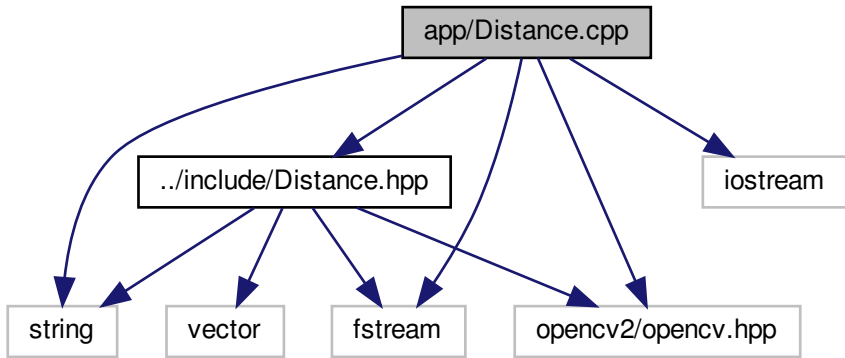 app/Distance.cpp
../include/Distance.hpp
iostream
string
vector
fstream
opencv2/opencv.hpp